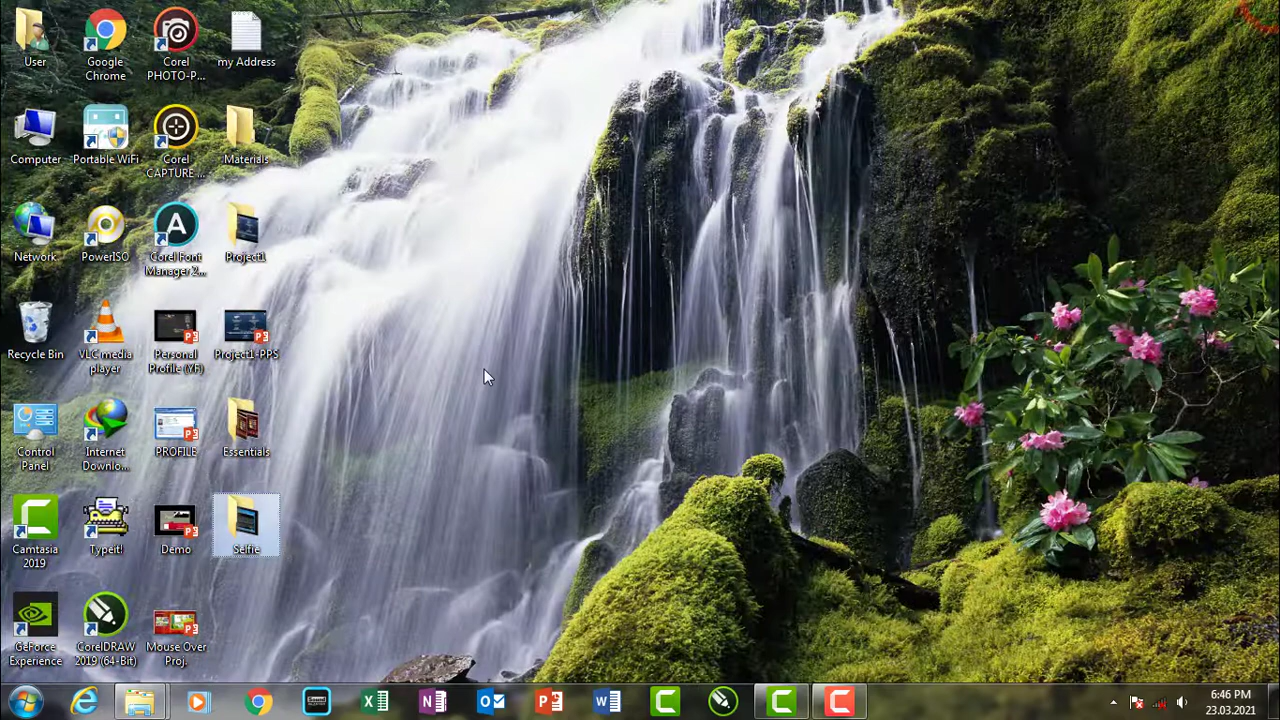 User
Google
Chrome
Corel
PHOTO-P...
my Address
Computer
Portable WiFi
Corel
CAPTURE ...
Materials
Network
PowerISO
Corel Font
Manager 2...
Project1
Recycle Bin
VLC media
player
Personal
Profile (YF)
Project1-PPS
Control
Panel
Internet
Downlo...
PROFILE
Essentials
Camtasia
2019
Typeit!
Demo
Selfie
GeForce
Experience
CorelDRAW
2019 (64-Bit)
Mouse Over
Proj.
6:46 PM
23.03.2021